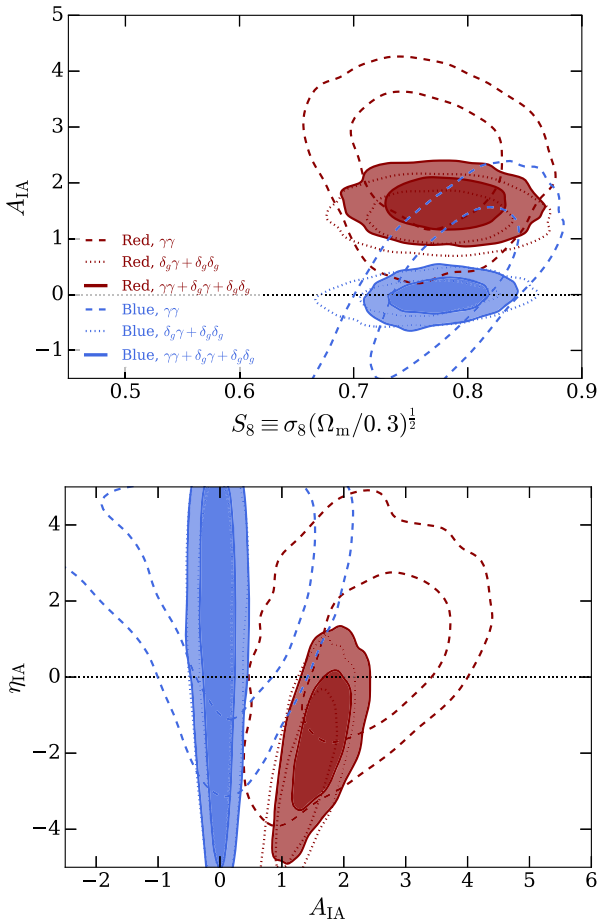 5
4
3
2
1
0
−1
A_IA
Red, γγ
Red, δ_gγ + δ_gδ_g
Red, γγ + δ_gγ + δ_gδ_g
Blue, γγ
Blue, δ_gγ + δ_gδ_g
Blue, γγ + δ_gγ + δ_gδ_g
0.5 0.6 0.7 0.8 0.9
S_8 ≡ σ_8(Ω_m/0.3)^{1/2}
4
2
0
−2
−4
η_IA
−2 −1 0 1 2 3 4 5 6
A_IA